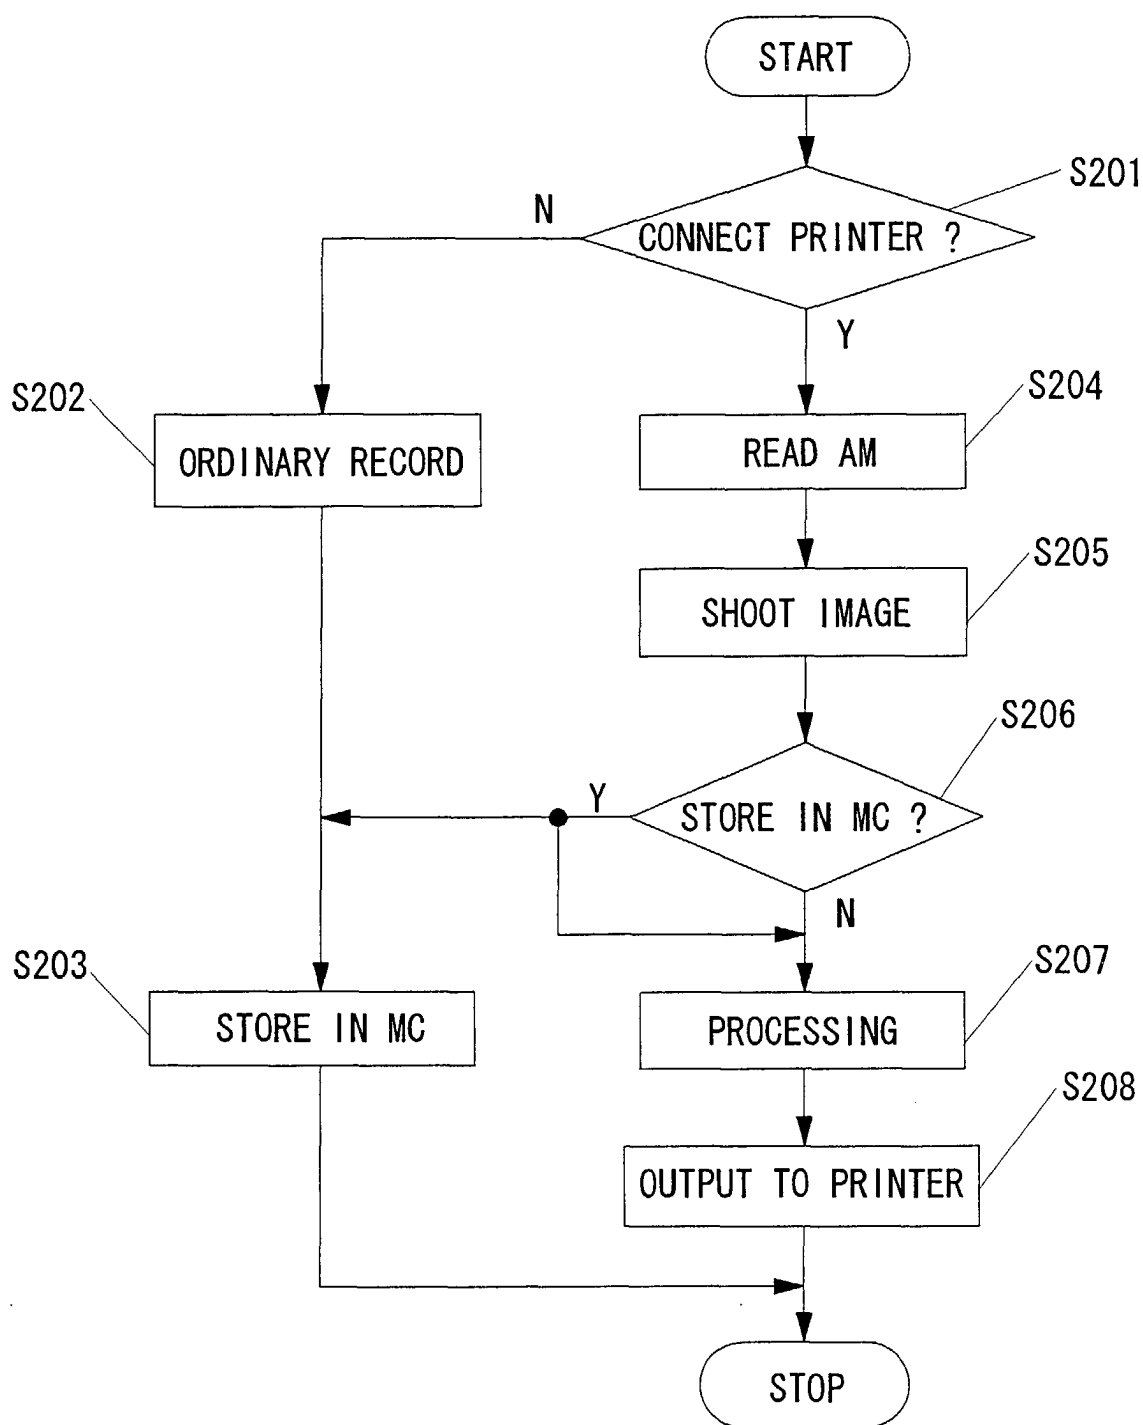 START
S201
N
CONNECT PRINTER ?
Y
S202
S204
ORDINARY RECORD
READ AM
S205
SHOOT IMAGE
S206
Y
STORE IN MC ?
N
S203
S207
STORE IN MC
PROCESSING
S208
OUTPUT TO PRINTER
STOP